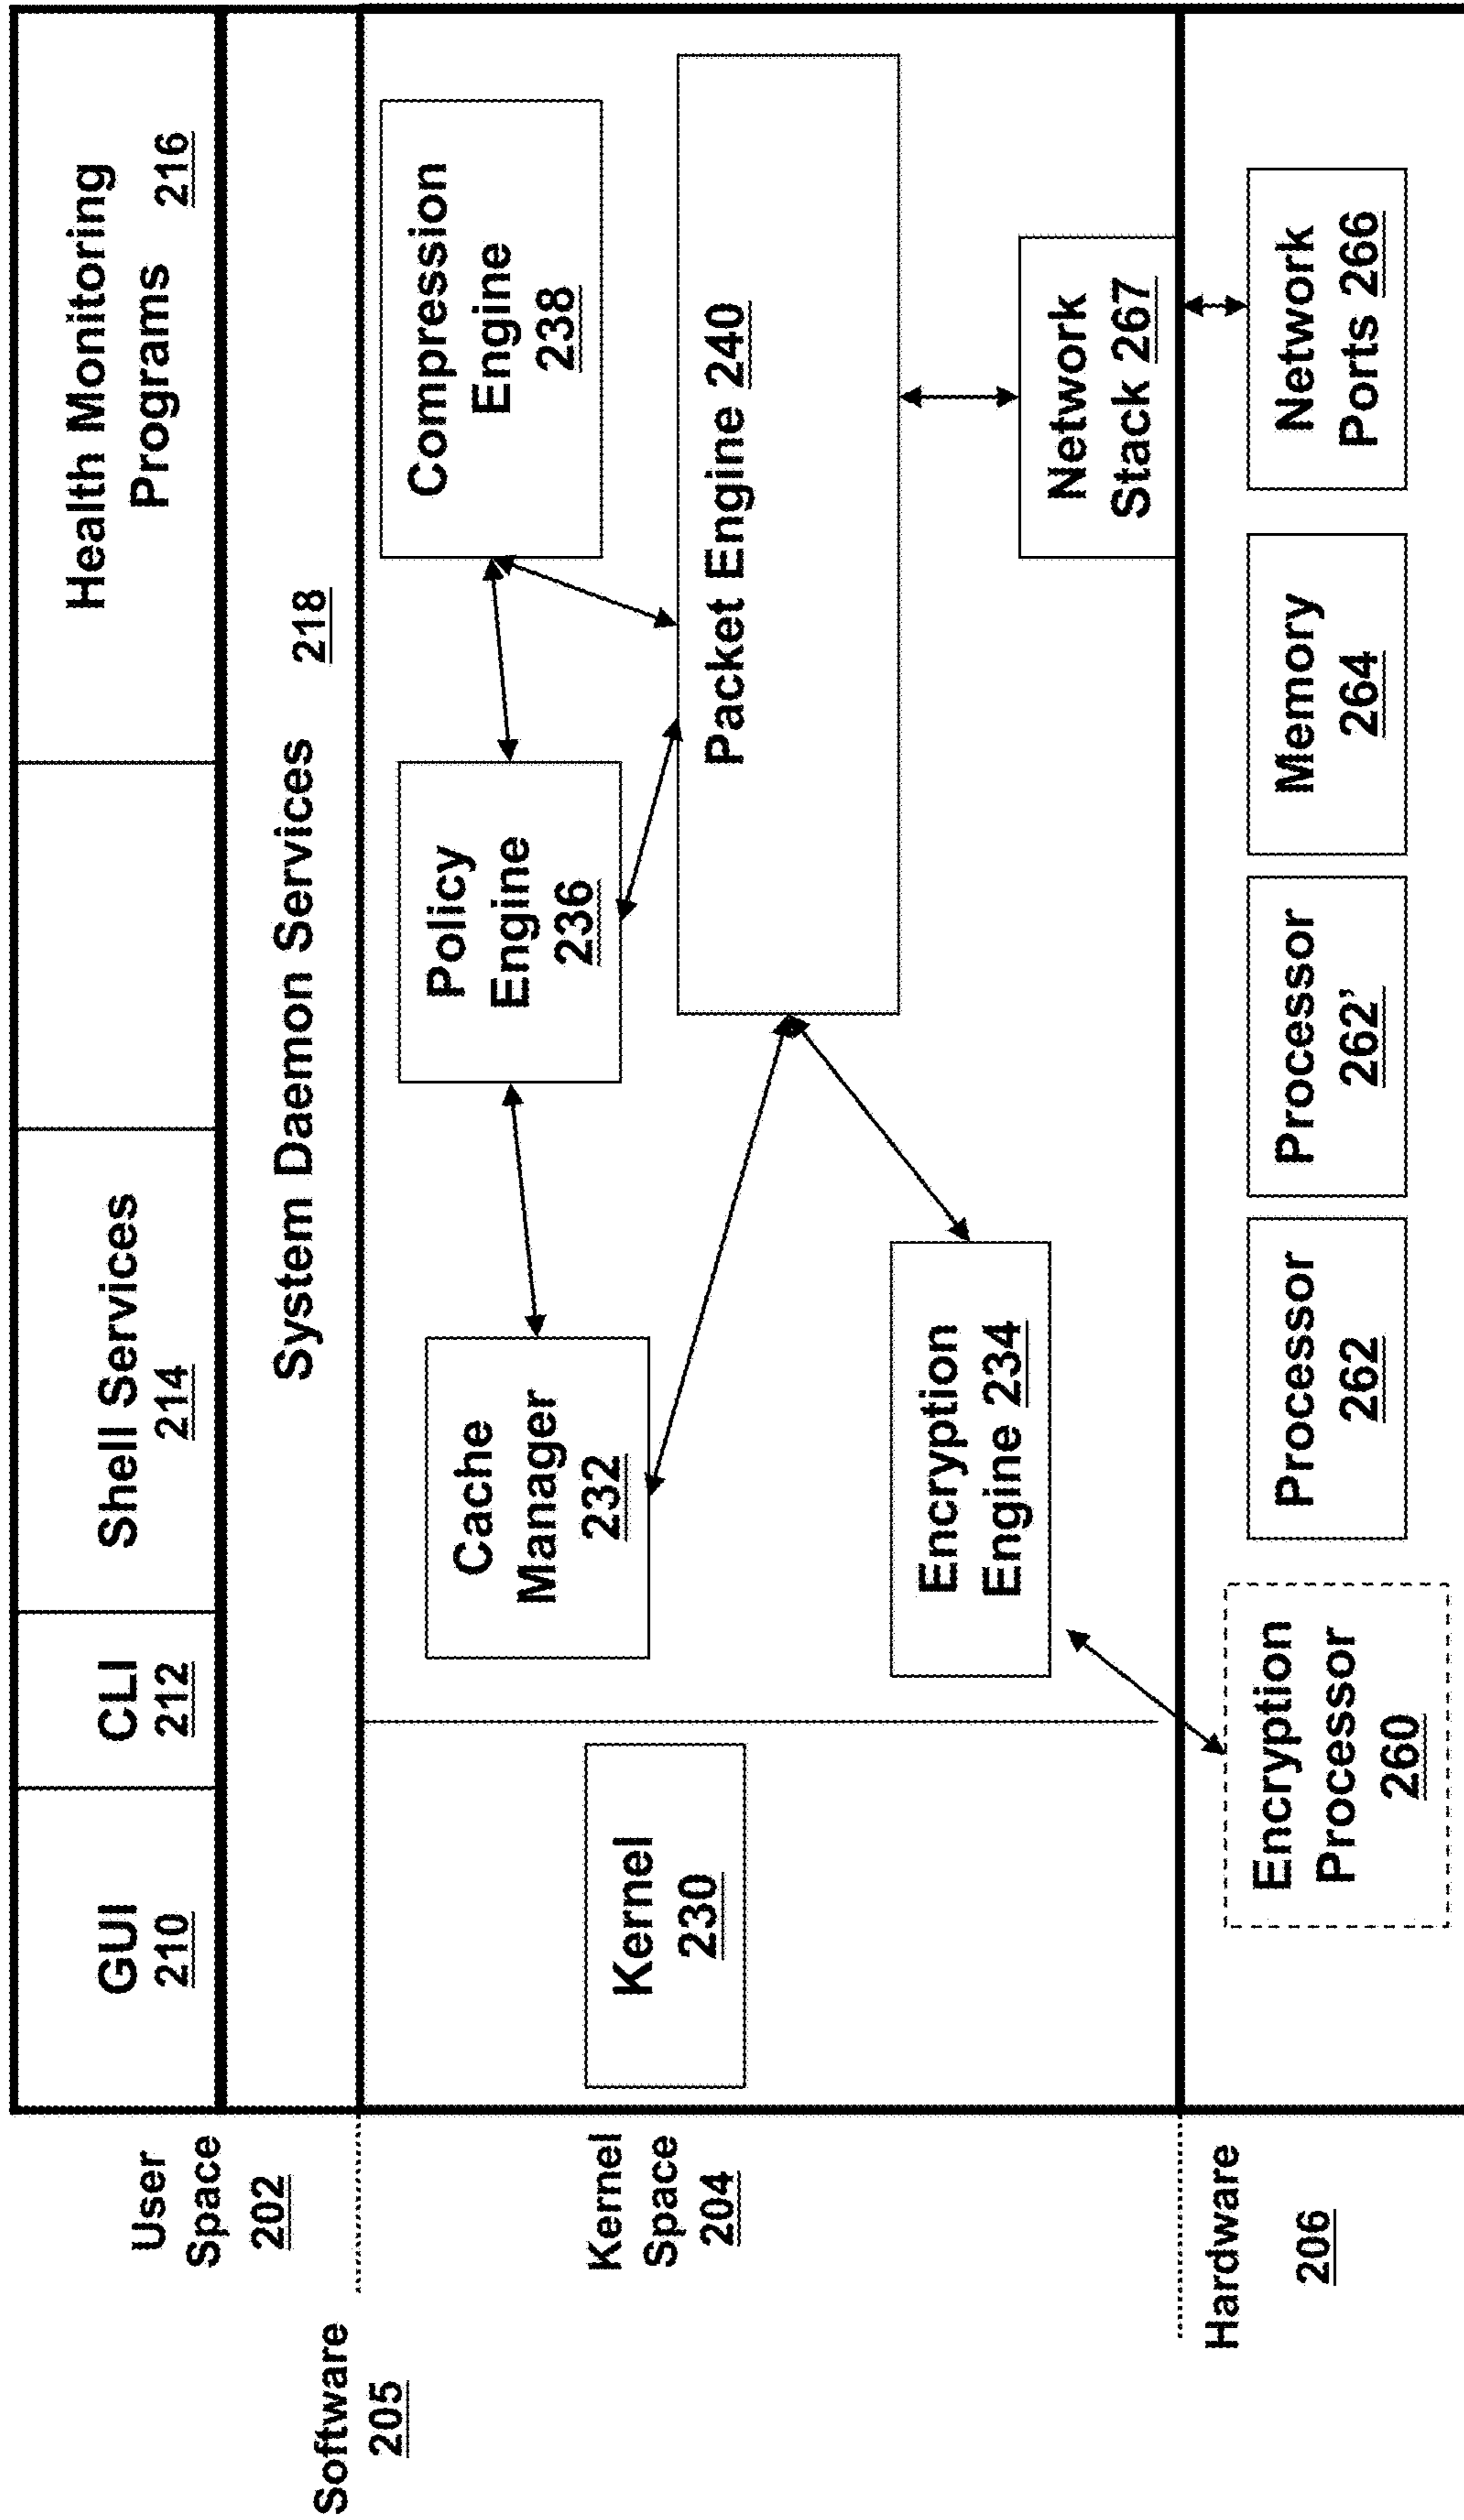 Software
205
User
Space
202
GUI
210
CLI
212
Shell Services
214
Health Monitoring
Programs 216
System Daemon Services 218
Kernel
Space
204
Kernel
230
Cache
Manager
232
Policy
Engine
236
Compression
Engine
238
Packet Engine 240
Encryption
Engine 234
Network
Stack 267
Hardware
206
Encryption
Processor
260
Processor
262
Processor
262’
Memory
264
Network
Ports 266